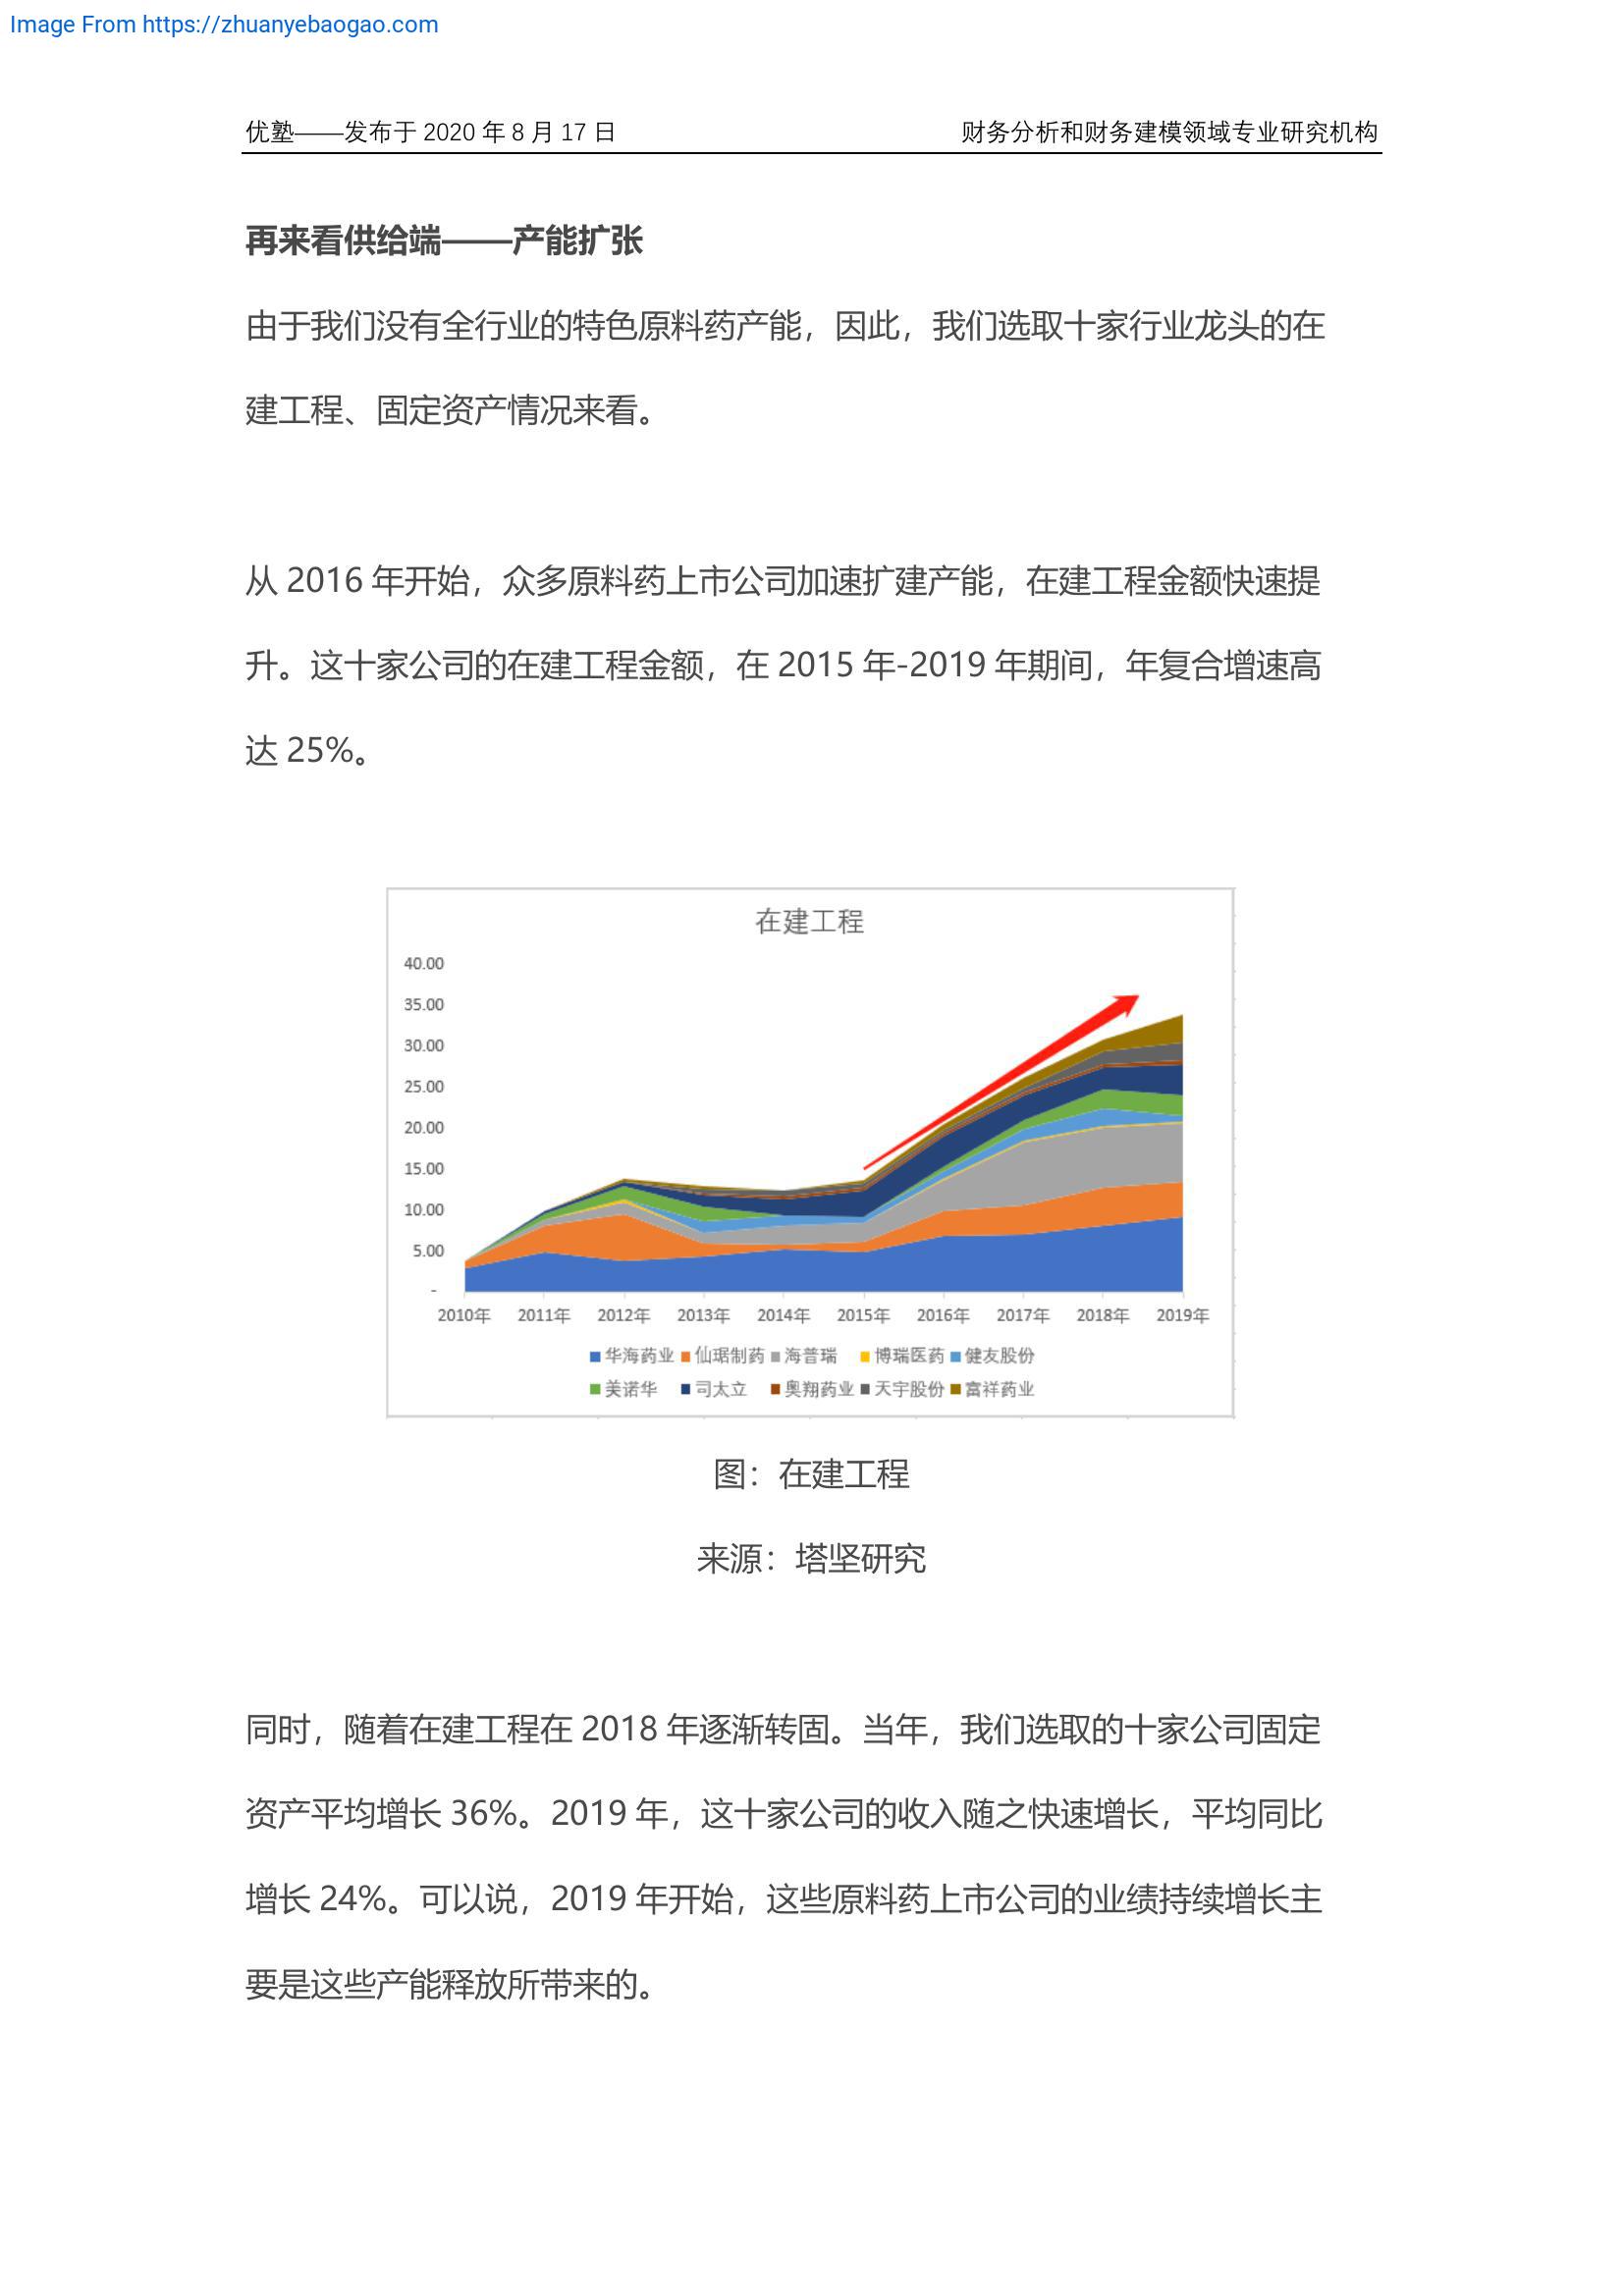 Image From https://zhuanyebaogao.com
优塾——发布于 2020 年 8 月 17 日 财务分析和财务建模领域专业研究机构
再来看供给端——产能扩张
由于我们没有全行业的特色原料药产能，因此，我们选取十家行业龙头的在
建工程、固定资产情况来看。
从 2016 年开始，众多原料药上市公司加速扩建产能，在建工程金额快速提
升。这十家公司的在建工程金额，在 2015 年-2019 年期间，年复合增速高
达 25%。
在建工程
40.00
35.00
30.00
25.00
20.00
15.00
10.00
5.00
-
2010年 2011年 2012年 2013年 2014年 2015年 2016年 2017年 2018年 2019年
华海药业 仙琚制药 海普瑞 博瑞医药 健友股份
美诺华 司太立 奥翔药业 天宇股份 富祥药业
图：在建工程
来源：塔坚研究
同时，随着在建工程在 2018 年逐渐转固。当年，我们选取的十家公司固定
资产平均增长 36%。2019 年，这十家公司的收入随之快速增长，平均同比
增长 24%。可以说，2019 年开始，这些原料药上市公司的业绩持续增长主
要是这些产能释放所带来的。